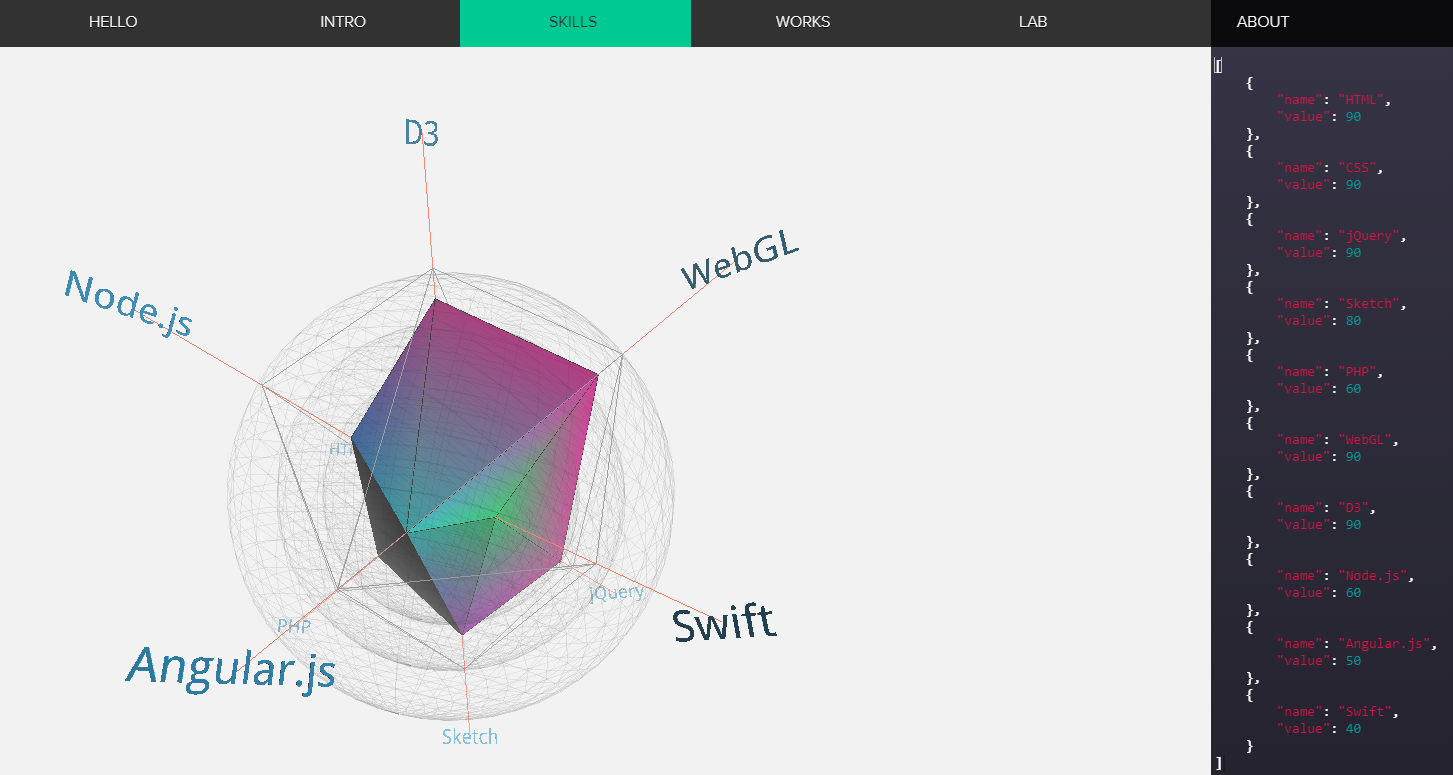 HELLO
INTRO
SKILLS
WORKS
LAB
ABOUT
D3
WebGL
Node.js
jQuery
Swift
PHP
Angular.js
Sketch
[
{
"name": "HTML",
"value": 90
},
{
"name": "CSS",
"value": 90
},
{
"name": "jQuery",
"value": 90
},
{
"name": "Sketch",
"value": 80
},
{
"name": "PHP",
"value": 60
},
{
"name": "WebGL",
"value": 90
},
{
"name": "D3",
"value": 90
},
{
"name": "Node.js",
"value": 60
},
{
"name": "Angular.js",
"value": 50
},
{
"name": "Swift",
"value": 40
}
]